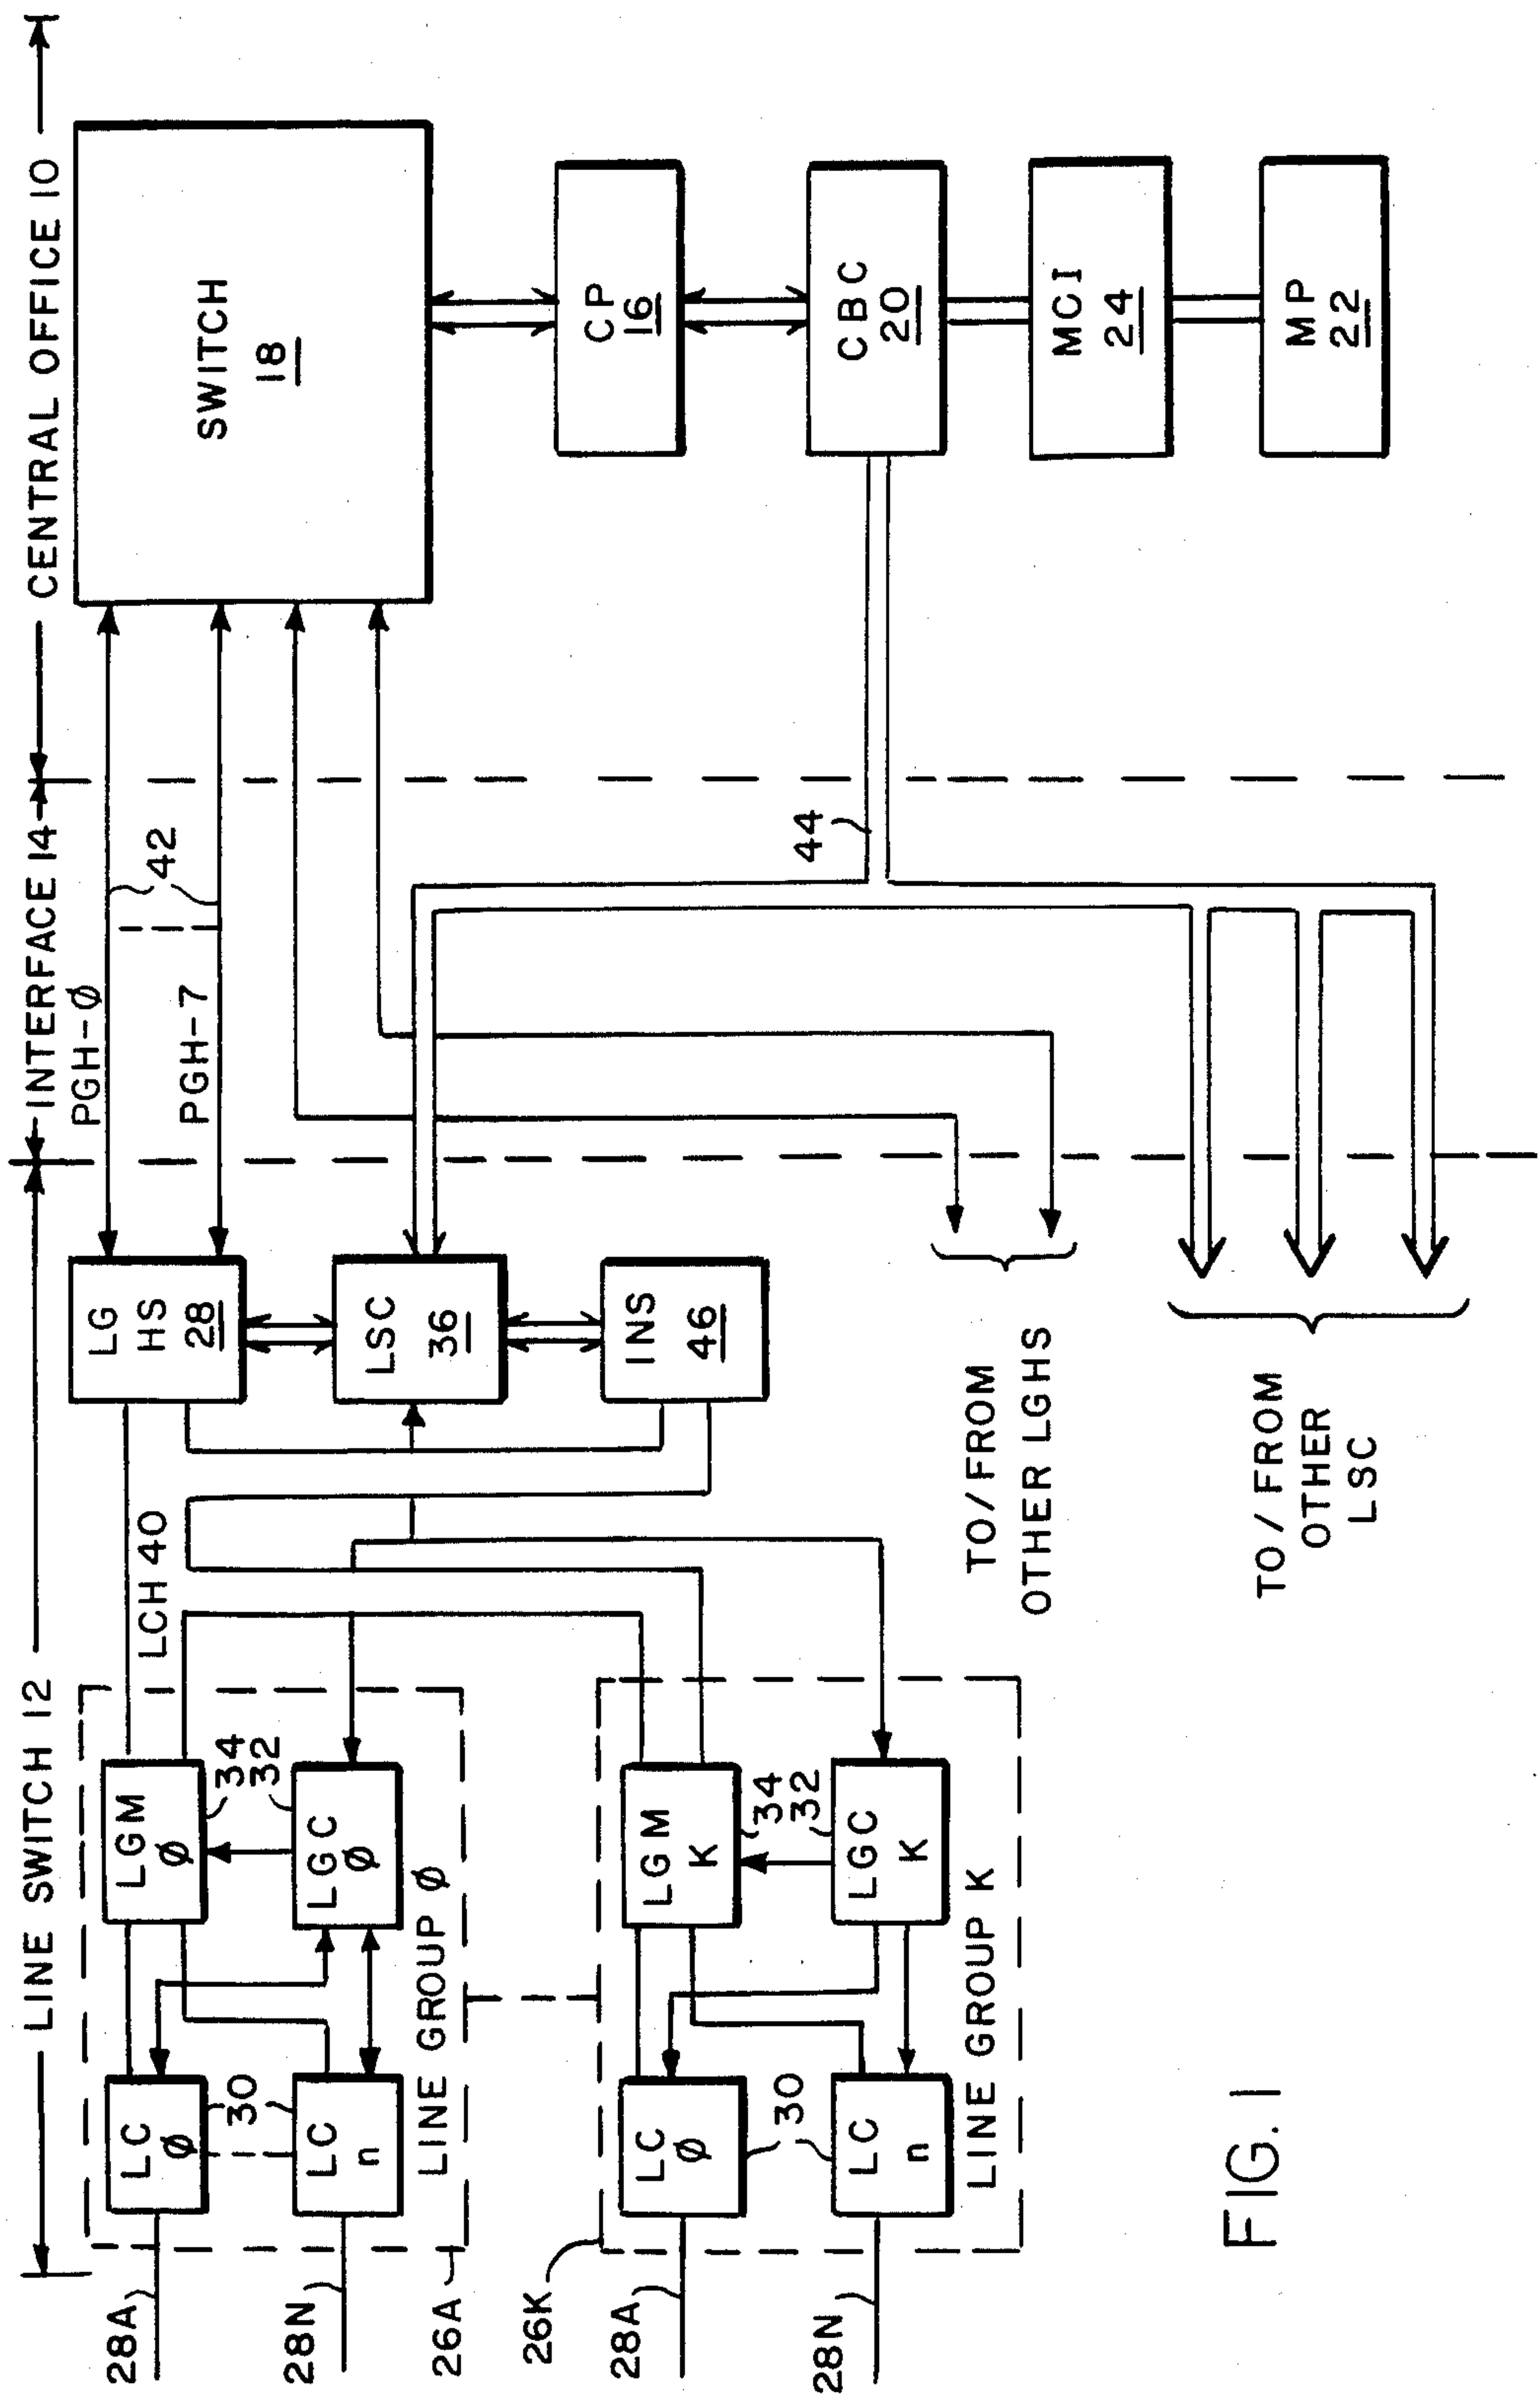 LINE SWITCH 12
INTERFACE 14
CENTRAL OFFICE 10
28A
LC
Ø
30
28N
LC
n
LGM
Ø
34
32
LGC
Ø
LINE GROUP Ø
26A
LCH 40
LG
HS
28
LSC
36
INS
46
PGH-Ø
PGH-7
42
SWITCH
18
CP
16
CBC
20
MCI
24
MP
22
44
26K
28A
LC
Ø
30
28N
LC
n
LGM
K
34
32
LGC
K
LINE GROUP K
TO/FROM
OTHER LGHS
TO/FROM
OTHER
LSC
FIG. 1